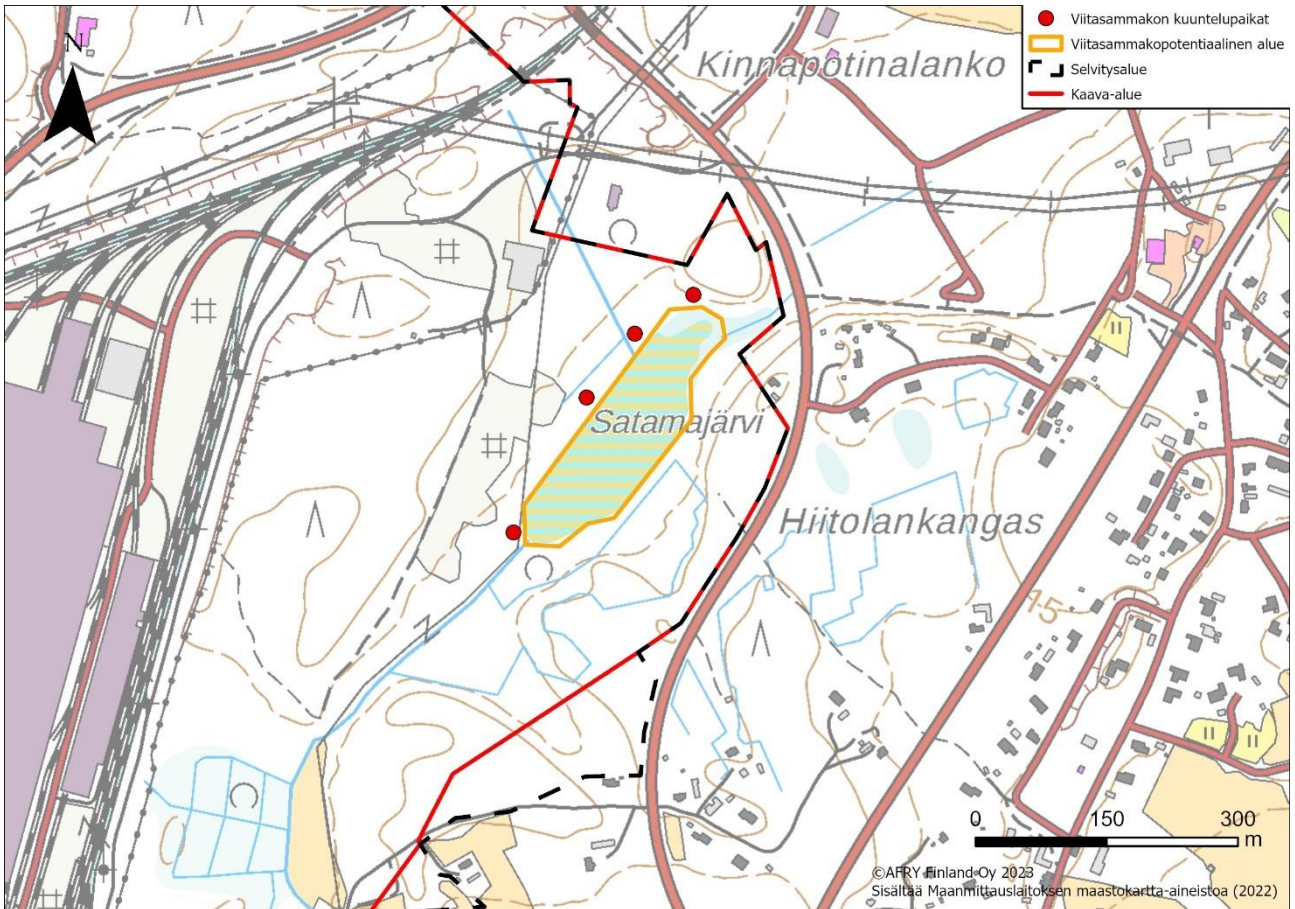 N
Kinnapotinalanko
Viitasammakon kuuntelupaikat
Viitasammakopotentiaalinen alue
Selvitysalue
Kaava-alue
Satamajärvi
Hiitolankangas
15
0 150 300
m
©AFRY Finland Oy 2023
Sisältää Maanmittauslaitoksen maastokartta-aineistoa (2022)